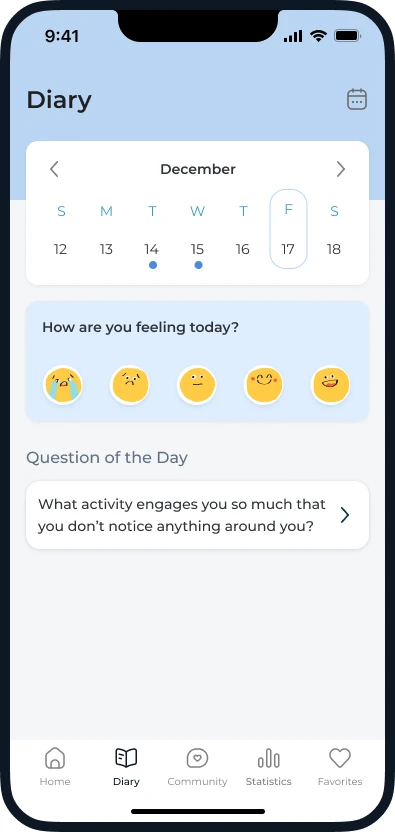 9:41
Diary
December
S M T W T F S
12 13 14 15 16 17 18
How are you feeling today?
Question of the Day
What activity engages you so much that
you don’t notice anything around you?
Home Diary Community Statistics Favorites